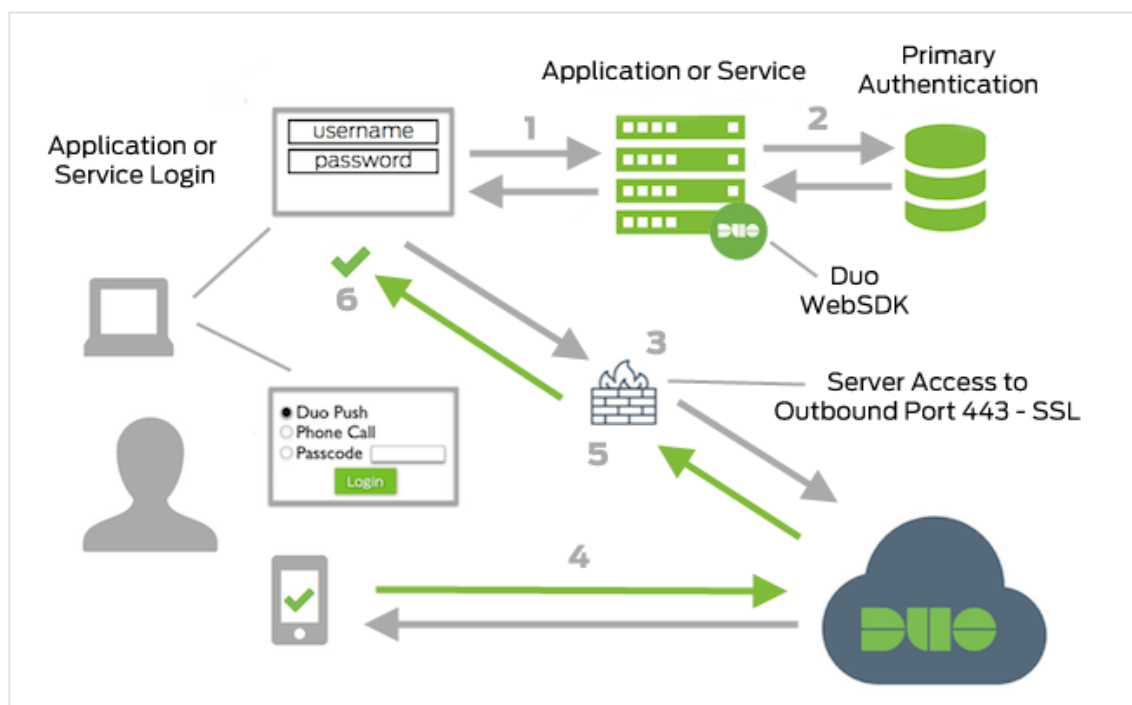 Application or
Service Login
username
password
1
Application or Service
2
Primary
Authentication
DUO
Duo
WebSDK
6
3
Server Access to
Outbound Port 443 - SSL
5
Duo Push
Phone Call
Passcode
Login
4
DUO